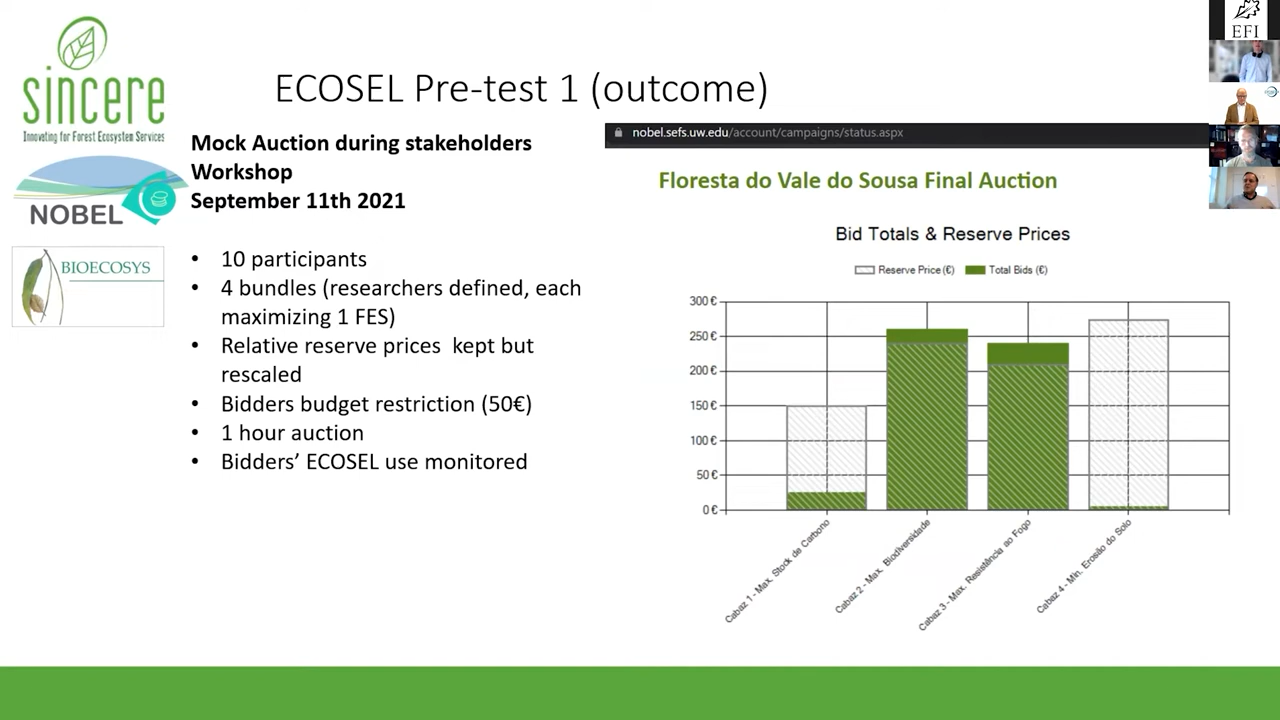 sincere
Innovating for Forest Ecosystem Services
NOBEL
BIOECOSYS
ECOSEL Pre-test 1 (outcome)
Mock Auction during stakeholders
Workshop
September 11th 2021
• 10 participants
• 4 bundles (researchers defined, each
maximizing 1 FES)
• Relative reserve prices kept but
rescaled
• Bidders budget restriction (50€)
• 1 hour auction
• Bidders’ ECOSEL use monitored
nobel.sefs.uw.edu/account/campaigns/status.aspx
Floresta do Vale do Sousa Final Auction
Bid Totals & Reserve Prices
Reserve Price (€) Total Bids (€)
300 €
250 €
200 €
150 €
100 €
50 €
0 €
Cabaz 1 - Max. Stock de Carbono
Cabaz 2 - Max. Biodiversidade
Cabaz 3 - Max. Resistência ao Fogo
Cabaz 4 - Min. Erosão do Solo
EFI